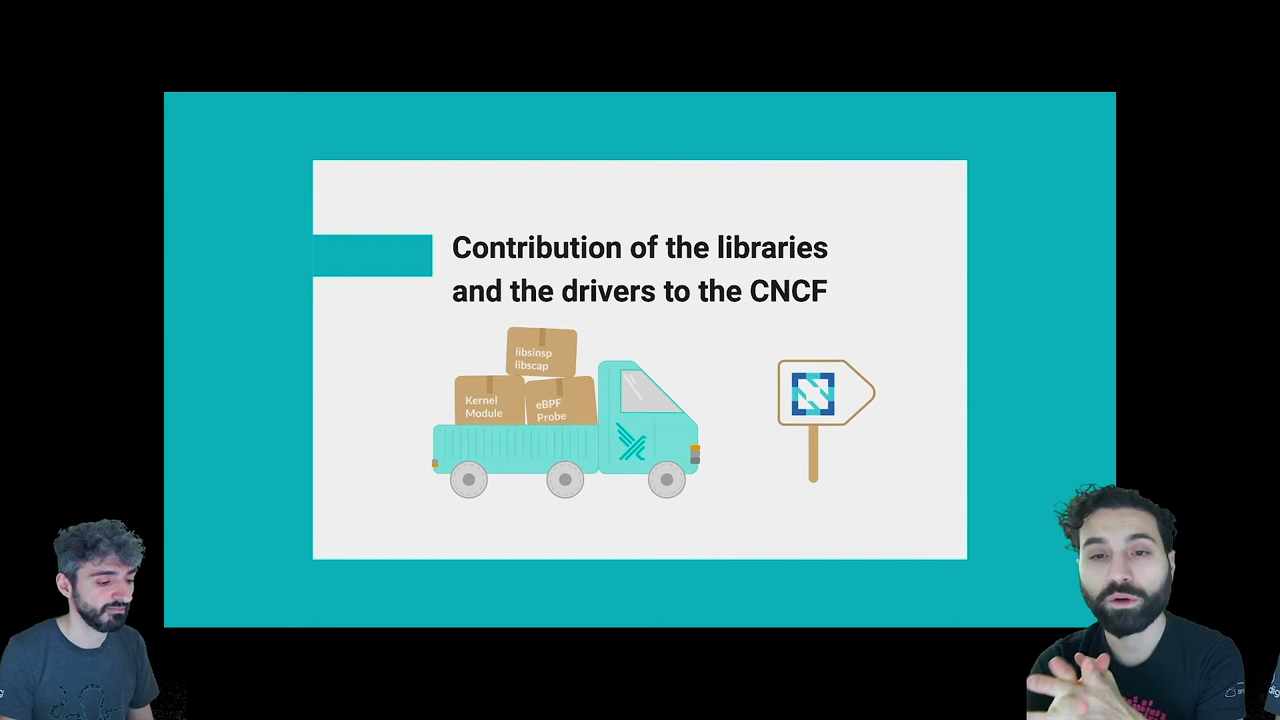 Contribution of the libraries
and the drivers to the CNCF
libsinsp
libscap
Kernel
Module
eBPF
Probe